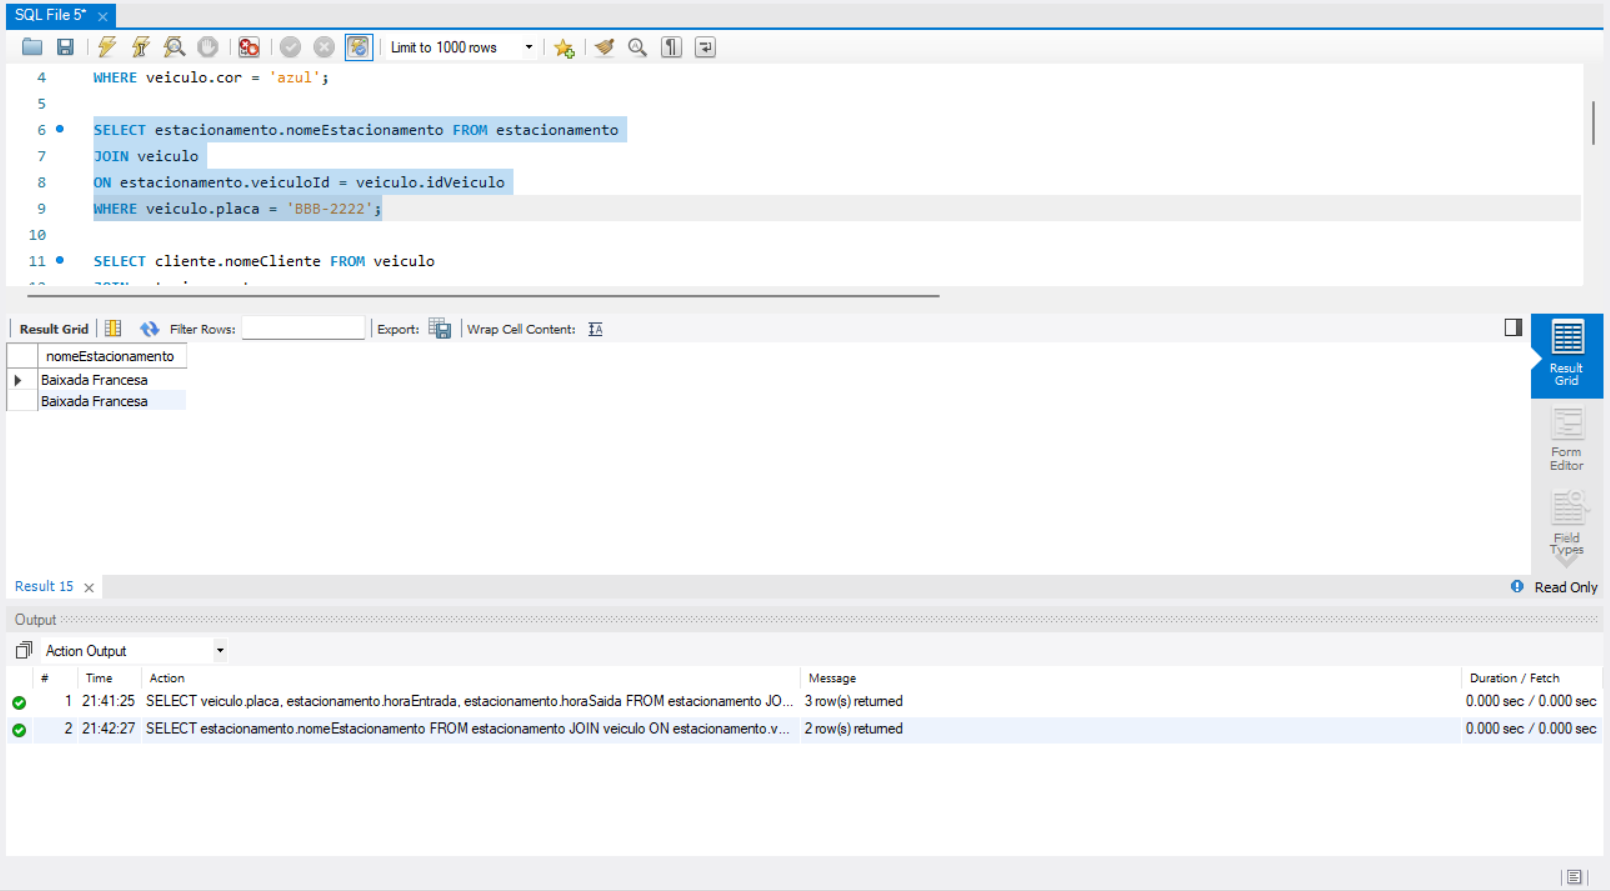 SQL File 5*
Limit to 1000 rows
4 WHERE veiculo.cor = 'azul';
5
6 SELECT estacionamento.nomeEstacionamento FROM estacionamento
7 JOIN veiculo
8 ON estacionamento.veiculoId = veiculo.idVeiculo
9 WHERE veiculo.placa = 'BBB-2222';
10
11 SELECT cliente.nomeCliente FROM veiculo
Result Grid Filter Rows: Export: Wrap Cell Content:
nomeEstacionamento
Baixada Francesa
Baixada Francesa
Result
Grid
Form
Editor
Field
Types
Result 15
Read Only
Output
Action Output
# Time Action Message Duration / Fetch
1 21:41:25 SELECT veiculo.placa, estacionamento.horaEntrada, estacionamento.horaSaida FROM estacionamento JO... 3 row(s) returned 0.000 sec / 0.000 sec
2 21:42:27 SELECT estacionamento.nomeEstacionamento FROM estacionamento JOIN veiculo ON estacionamento.v... 2 row(s) returned 0.000 sec / 0.000 sec